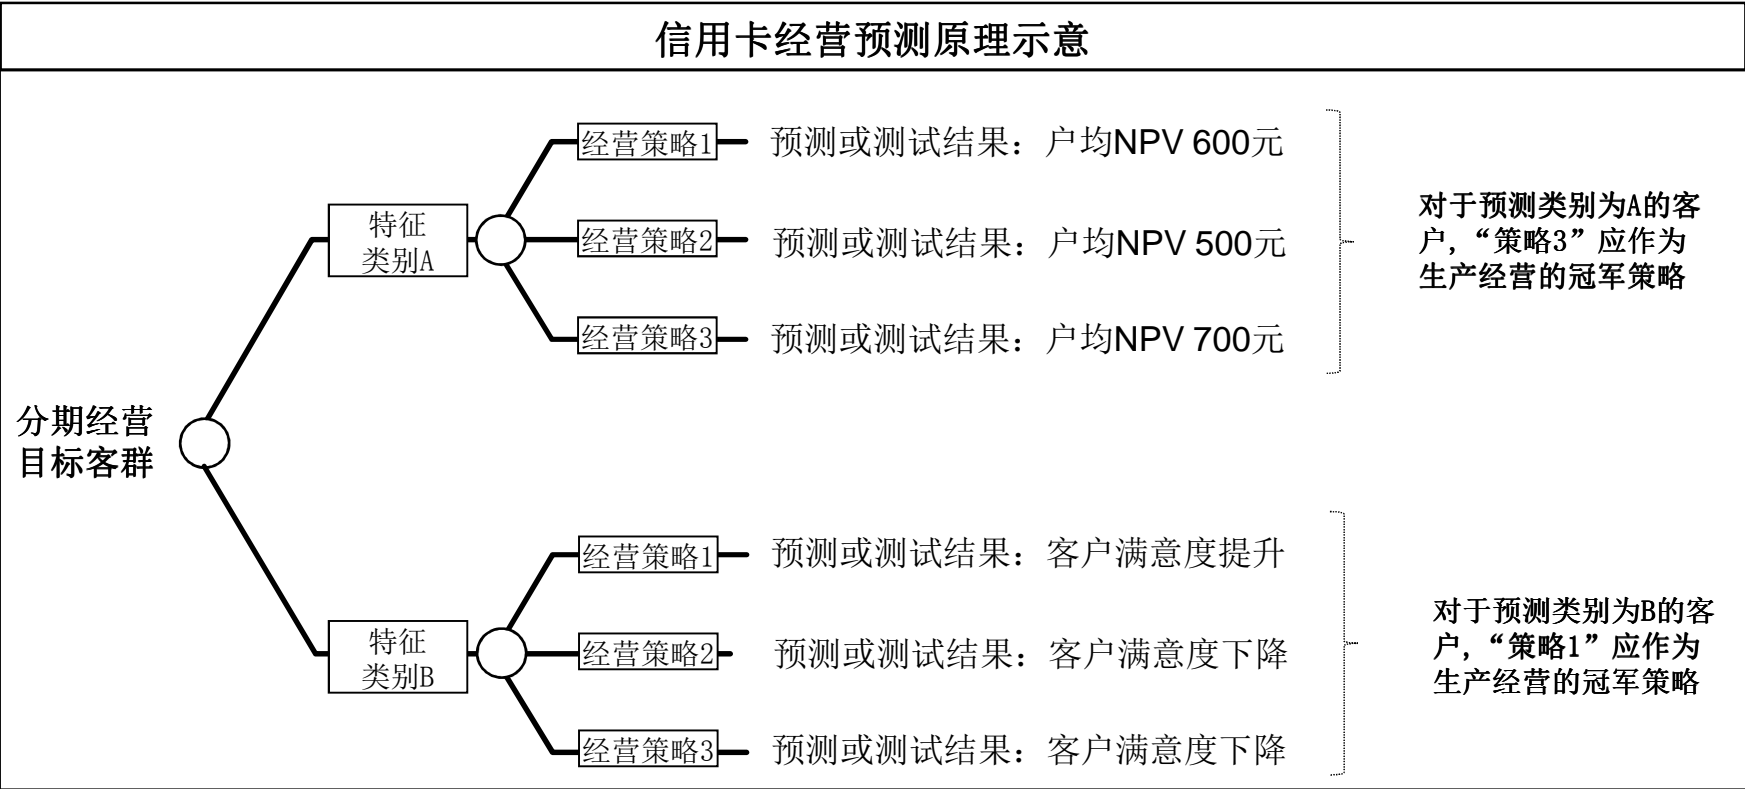 信用卡经营预测原理示意
经营策略1
预测或测试结果：户均NPV 600元
特征
类别A
经营策略2
预测或测试结果：户均NPV 500元
经营策略3
预测或测试结果：户均NPV 700元
对于预测类别为A的客
户，“策略3”应作为
生产经营的冠军策略
分期经营
目标客群
经营策略1
预测或测试结果：客户满意度提升
特征
类别B
经营策略2
预测或测试结果：客户满意度下降
经营策略3
预测或测试结果：客户满意度下降
对于预测类别为B的客
户，“策略1”应作为
生产经营的冠军策略